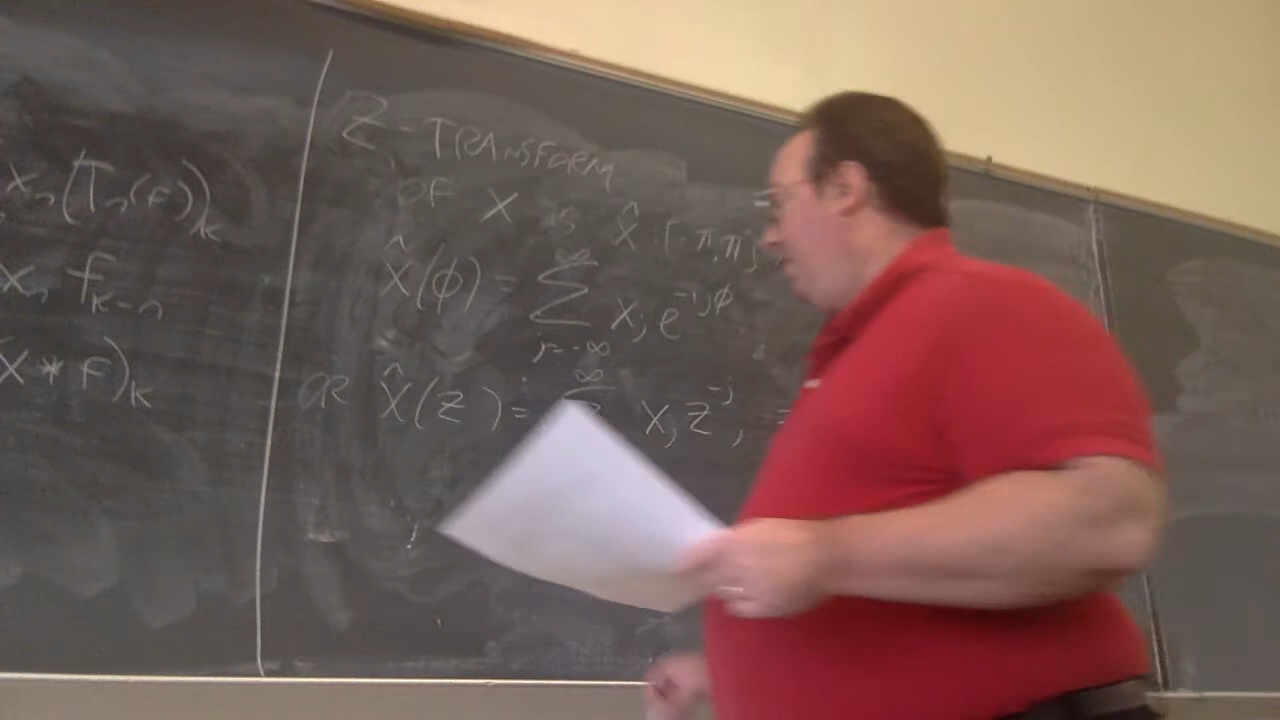 x_n (T_n(f))_k
x_n f_{k-n}
(x * f)_k
Z-TRANSFORM
OF X IS X̂ : [-π, π]
X̂(φ) = ∑_{j=-∞}^{∞} x_j e^{-ijφ}
OR X̂(z) = ∑^{∞} x_j z^{-j}, =